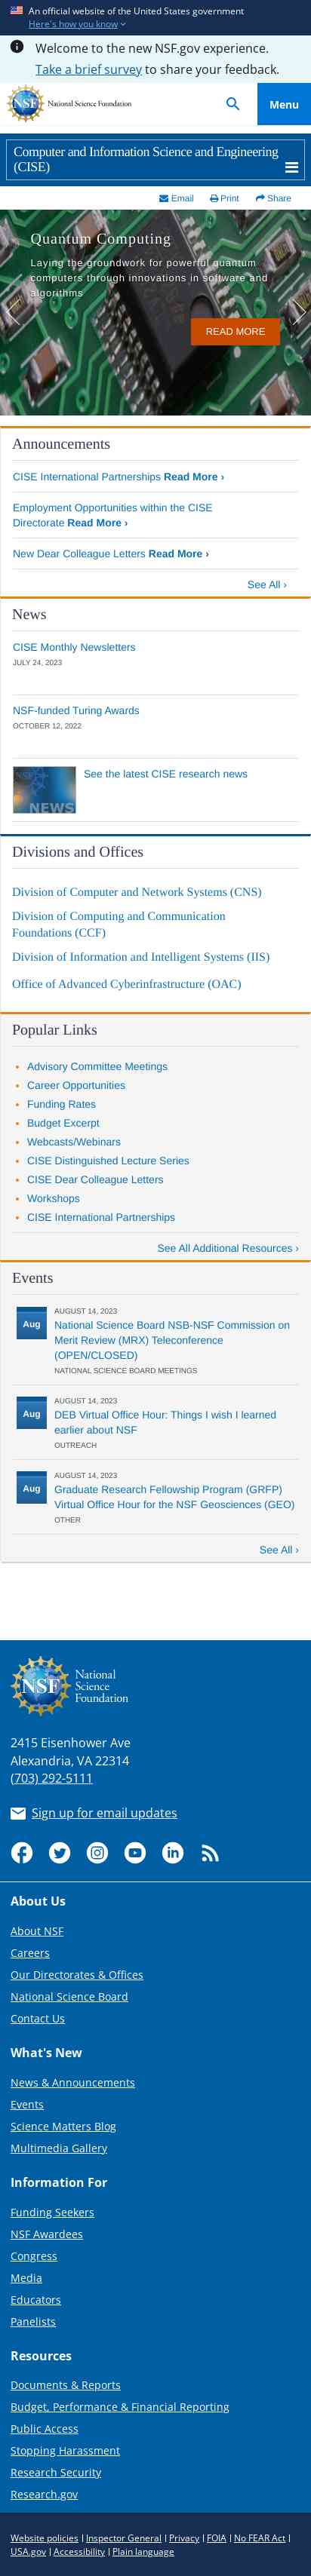 An official website of the United States government
Here's how you know
Welcome to the new NSF.gov experience.
Take a brief survey to share your feedback.
NSF National Science Foundation
Menu
Computer and Information Science and Engineering
(CISE)
Email Print Share
Quantum Computing
Laying the groundwork for powerful quantum
computers through innovations in software and
algorithms
READ MORE
Announcements
CISE International Partnerships Read More ›
Employment Opportunities within the CISE
Directorate Read More ›
New Dear Colleague Letters Read More ›
See All ›
News
CISE Monthly Newsletters
JULY 24, 2023
NSF-funded Turing Awards
OCTOBER 12, 2022
NEWS
See the latest CISE research news
Divisions and Offices
Division of Computer and Network Systems (CNS)
Division of Computing and Communication
Foundations (CCF)
Division of Information and Intelligent Systems (IIS)
Office of Advanced Cyberinfrastructure (OAC)
Popular Links
Advisory Committee Meetings
Career Opportunities
Funding Rates
Budget Excerpt
Webcasts/Webinars
CISE Distinguished Lecture Series
CISE Dear Colleague Letters
Workshops
CISE International Partnerships
See All Additional Resources ›
Events
AUGUST 14, 2023
Aug
National Science Board NSB-NSF Commission on
Merit Review (MRX) Teleconference
(OPEN/CLOSED)
NATIONAL SCIENCE BOARD MEETINGS
AUGUST 14, 2023
Aug
DEB Virtual Office Hour: Things I wish I learned
earlier about NSF
OUTREACH
AUGUST 14, 2023
Aug
Graduate Research Fellowship Program (GRFP)
Virtual Office Hour for the NSF Geosciences (GEO)
OTHER
See All ›
NSF
National
Science
Foundation
2415 Eisenhower Ave
Alexandria, VA 22314
(703) 292-5111
Sign up for email updates
About Us
About NSF
Careers
Our Directorates & Offices
National Science Board
Contact Us
What's New
News & Announcements
Events
Science Matters Blog
Multimedia Gallery
Information For
Funding Seekers
NSF Awardees
Congress
Media
Educators
Panelists
Resources
Documents & Reports
Budget, Performance & Financial Reporting
Public Access
Stopping Harassment
Research Security
Research.gov
Website policies | Inspector General | Privacy | FOIA | No FEAR Act |
USA.gov | Accessibility | Plain language